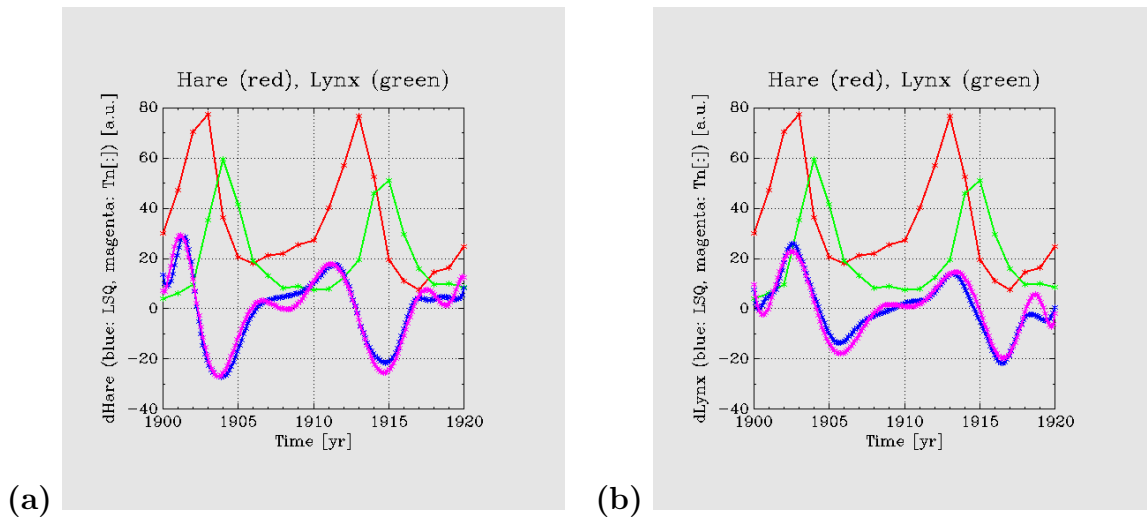 Hare (red), Lynx (green)
dHare (blue: LSQ, magenta: Tn[:]) [a.u.]
80
60
40
20
0
−20
−40
1900 1905 1910 1915 1920
Time [yr]
(a)
Hare (red), Lynx (green)
dLynx (blue: LSQ, magenta: Tn[:]) [a.u.]
80
60
40
20
0
−20
−40
1900 1905 1910 1915 1920
Time [yr]
(b)